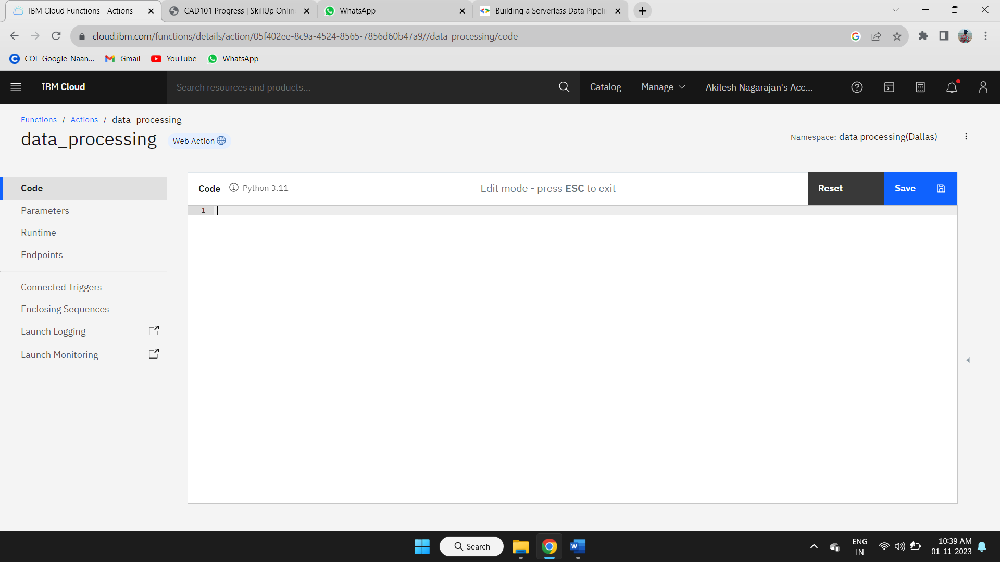 IBM Cloud Functions - Actions
CAD101 Progress | SkillUp Onlin
WhatsApp
Building a Serverless Data Pipeli
cloud.ibm.com/functions/details/action/05f402ee-8c9a-4524-8565-7856d60b47a9//data_processing/code
COL-Google-Naan...
Gmail
YouTube
WhatsApp
IBM Cloud
Search resources and products...
Catalog
Manage
Akilesh Nagarajan's Acc...
Functions / Actions / data_processing
data_processing
Web Action
Namespace: data processing(Dallas)
Code
Parameters
Runtime
Endpoints
Connected Triggers
Enclosing Sequences
Launch Logging
Launch Monitoring
Code
Python 3.11
Edit mode - press ESC to exit
Reset
Save
1
Search
W
ENG
IN
10:39 AM
01-11-2023